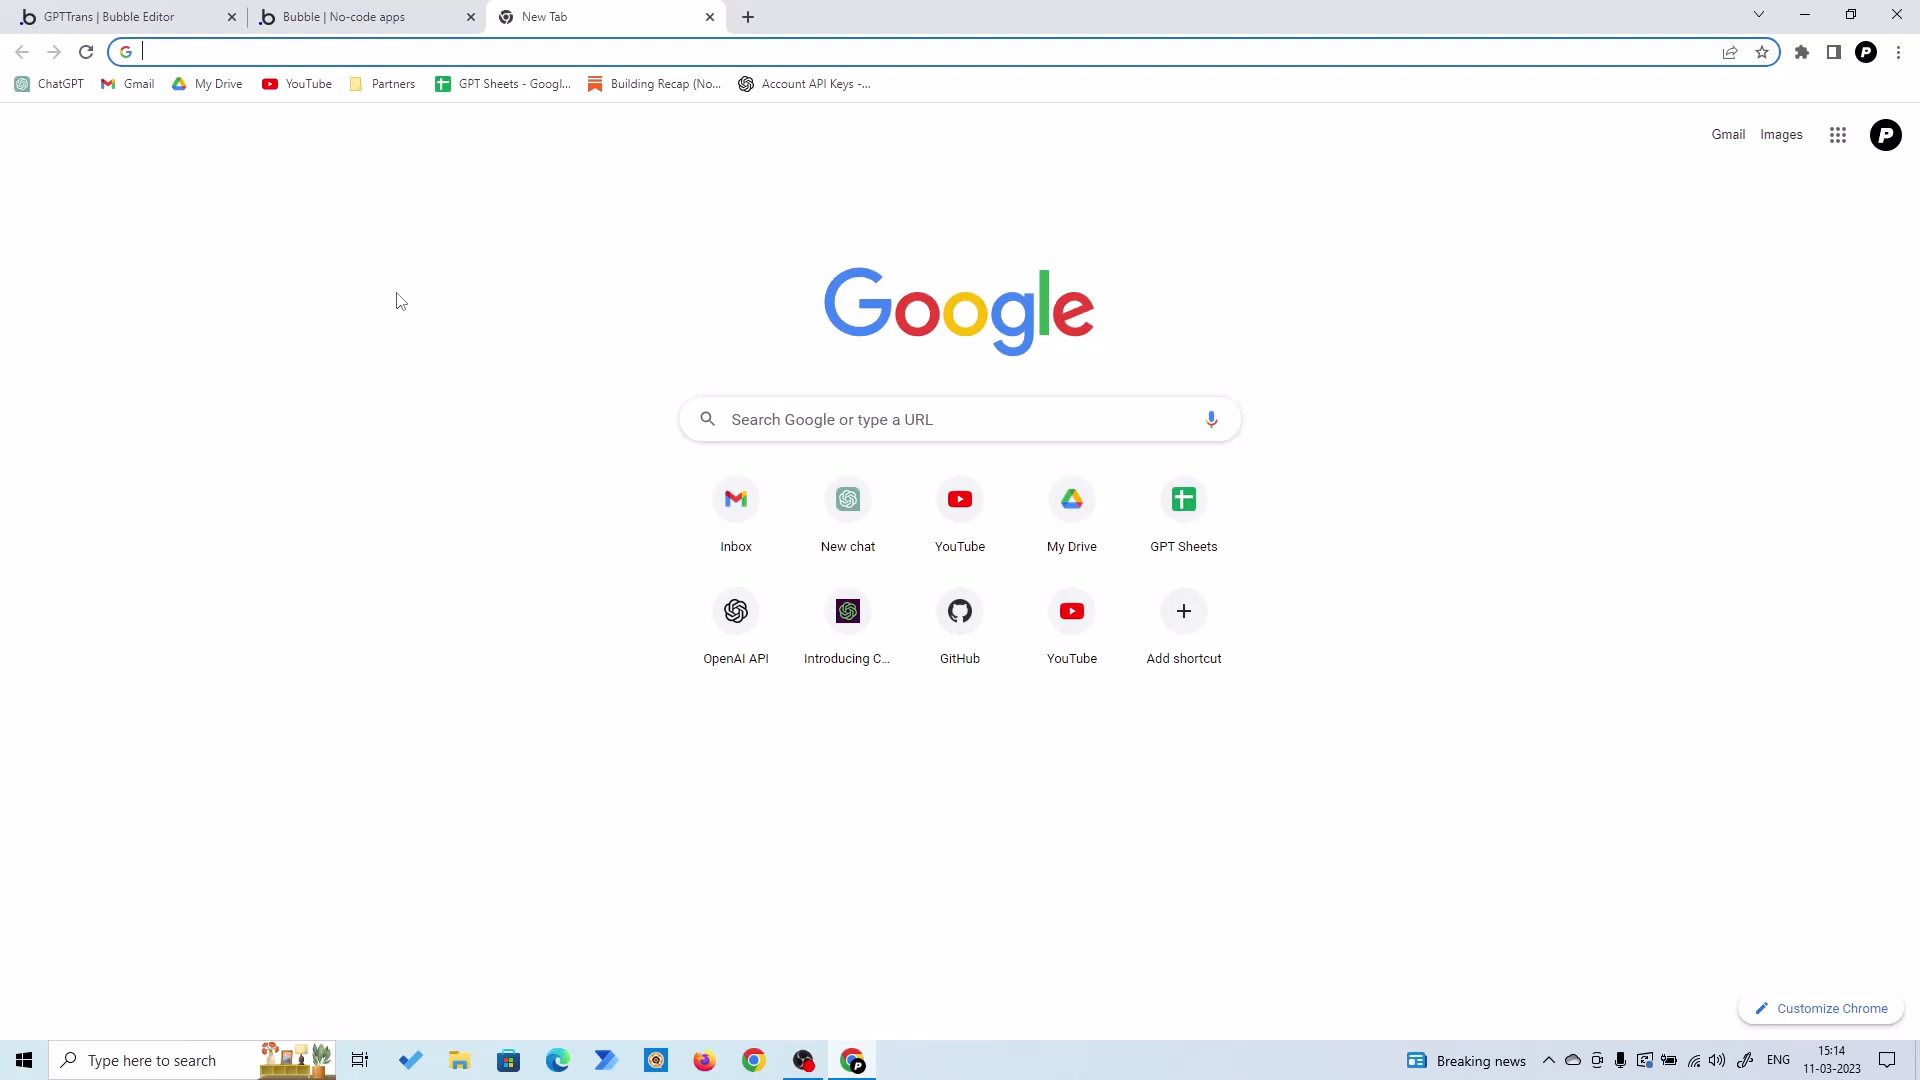 GPTTrans | Bubble Editor
Bubble | No-code apps
New Tab
ChatGPT
Gmail
My Drive
YouTube
Partners
GPT Sheets - Googl...
Building Recap (No...
Account API Keys -...
Gmail
Images
P
Google
Search Google or type a URL
Inbox
New chat
YouTube
My Drive
GPT Sheets
OpenAI API
Introducing C...
GitHub
YouTube
Add shortcut
Customize Chrome
Type here to search
Breaking news
ENG
15:14
11-03-2023